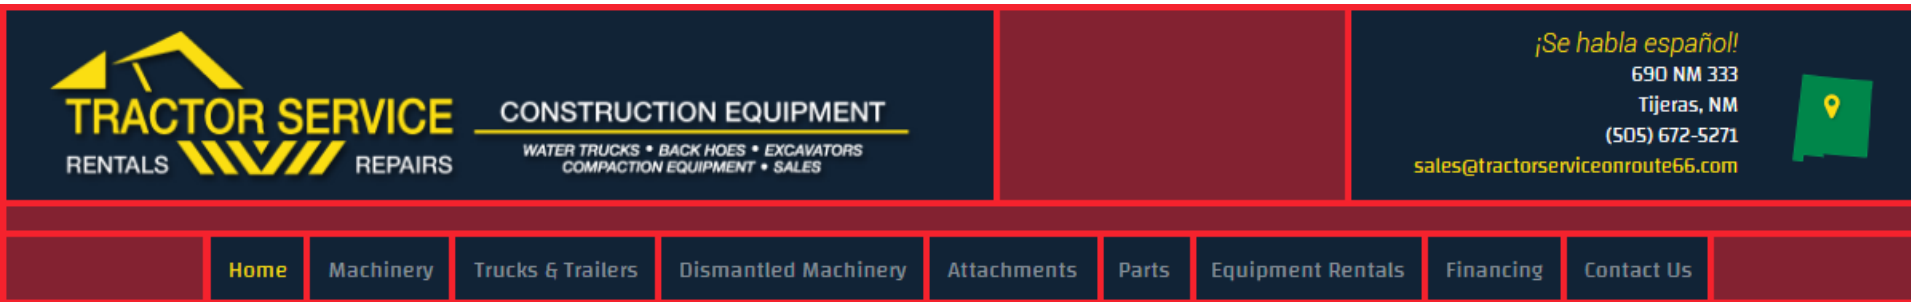 TRACTOR SERVICE
RENTALS REPAIRS
CONSTRUCTION EQUIPMENT
WATER TRUCKS • BACK HOES • EXCAVATORS
COMPACTION EQUIPMENT • SALES
¡Se habla español!
690 NM 333
Tijeras, NM
(505) 672-5271
sales@tractorserviceonroute66.com
Home Machinery Trucks & Trailers Dismantled Machinery Attachments Parts Equipment Rentals Financing Contact Us